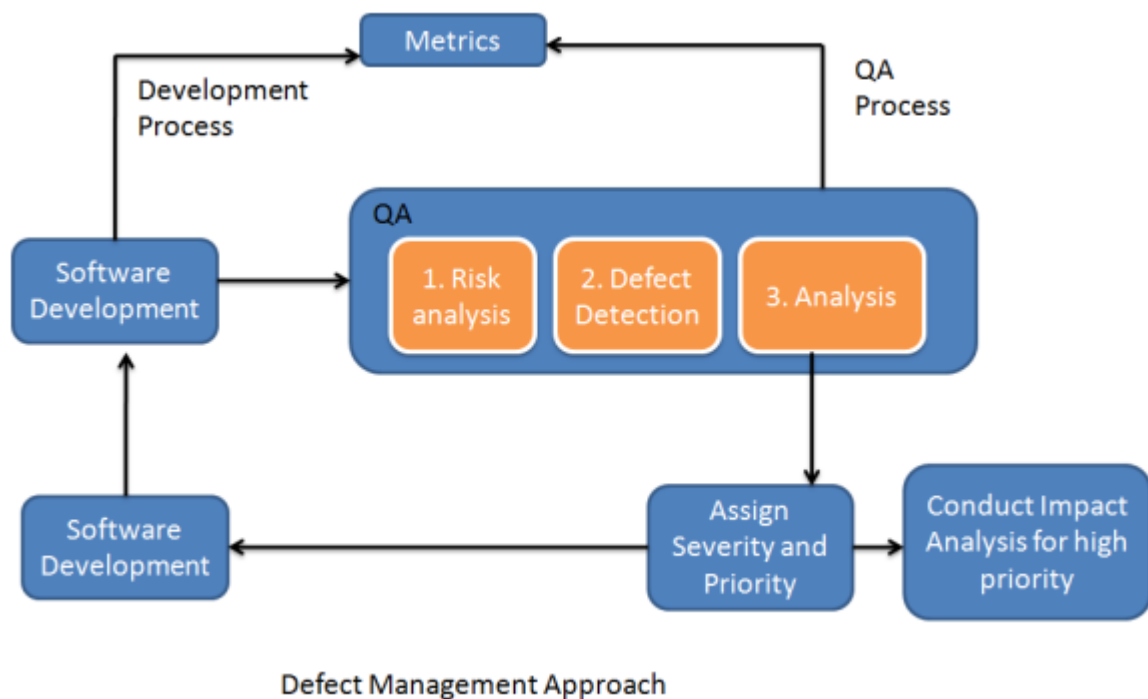 Metrics
Development
Process
QA
Process
QA
Software
Development
1. Risk
analysis
2. Defect
Detection
3. Analysis
Software
Development
Assign
Severity and
Priority
Conduct Impact
Analysis for high
priority
Defect Management Approach